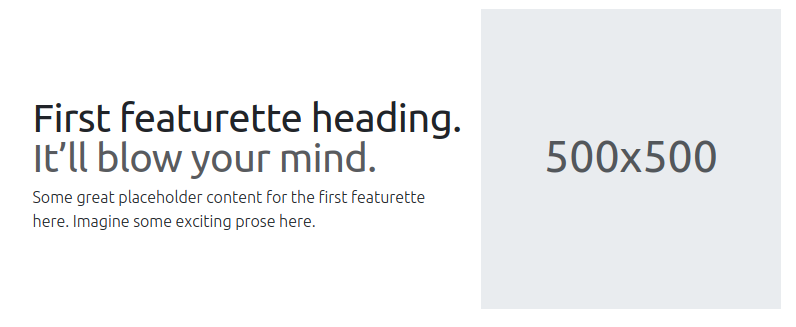 First featurette heading.
It’ll blow your mind.
Some great placeholder content for the first featurette
here. Imagine some exciting prose here.
500x500